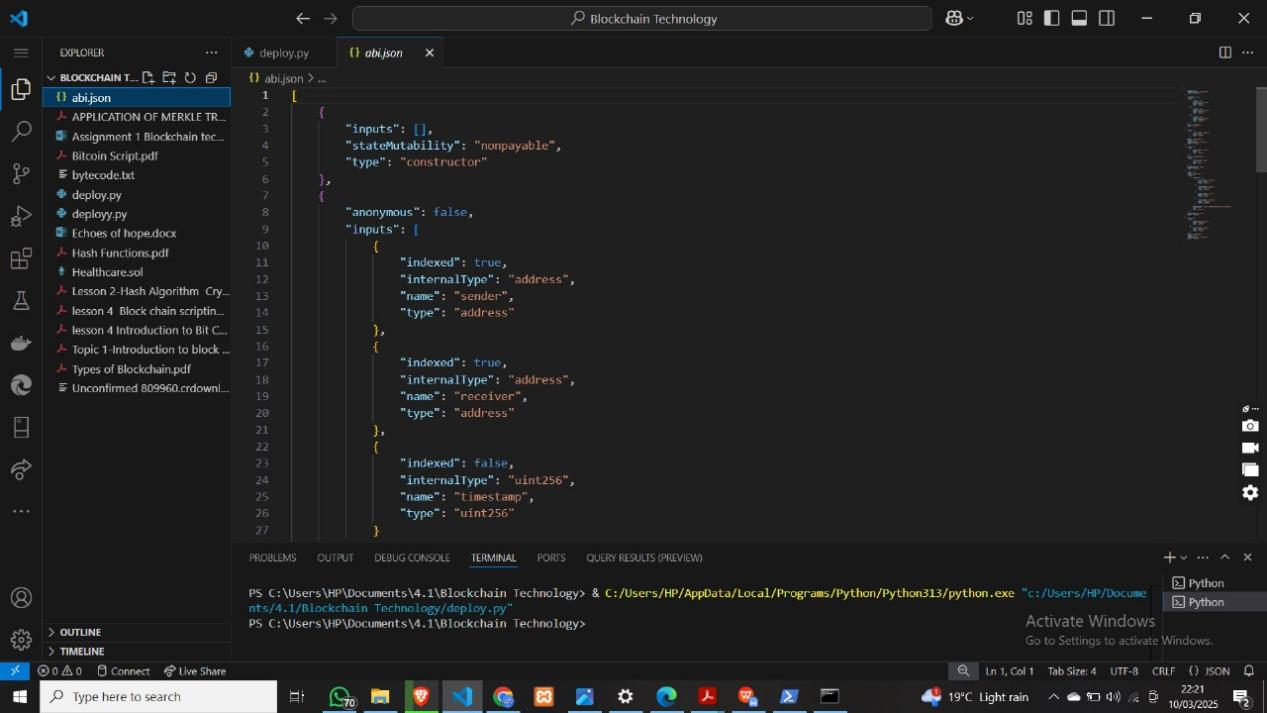 Blockchain Technology
EXPLORER
BLOCKCHAIN T...
abi.json
APPLICATION OF MERKLE TR...
Assignment 1 Blockchain tec...
Bitcoin Script.pdf
bytecode.txt
deploy.py
deployy.py
Echoes of hope.docx
Hash Functions.pdf
Healthcare.sol
Lesson 2-Hash Algorithm Cry...
lesson 4 Block chain scriptin...
lesson 4 Introduction to Bit C...
Topic 1-Introduction to block ...
Types of Blockchain.pdf
Unconfirmed 809960.crdownl...
OUTLINE
TIMELINE
deploy.py
{} abi.json
{} abi.json > ...
1 [
2 {
3 "inputs": [],
4 "stateMutability": "nonpayable",
5 "type": "constructor"
6 },
7 {
8 "anonymous": false,
9 "inputs": [
10 {
11 "indexed": true,
12 "internalType": "address",
13 "name": "sender",
14 "type": "address"
15 },
16 {
17 "indexed": true,
18 "internalType": "address",
19 "name": "receiver",
20 "type": "address"
21 },
22 {
23 "indexed": false,
24 "internalType": "uint256",
25 "name": "timestamp",
26 "type": "uint256"
27 }
PROBLEMS OUTPUT DEBUG CONSOLE TERMINAL PORTS QUERY RESULTS (PREVIEW)
PS C:\Users\HP\Documents\4.1\Blockchain Technology> & C:/Users/HP/AppData/Local/Programs/Python/Python313/python.exe "c:/Users/HP/Docume
nts/4.1/Blockchain Technology/deploy.py"
PS C:\Users\HP\Documents\4.1\Blockchain Technology>
Python
Python
Activate Windows
Go to Settings to activate Windows.
0 0 Connect Live Share
Ln 1, Col 1 Tab Size: 4 UTF-8 CRLF {} JSON
Type here to search
70
19°C Light rain
22:21
10/03/2025
2